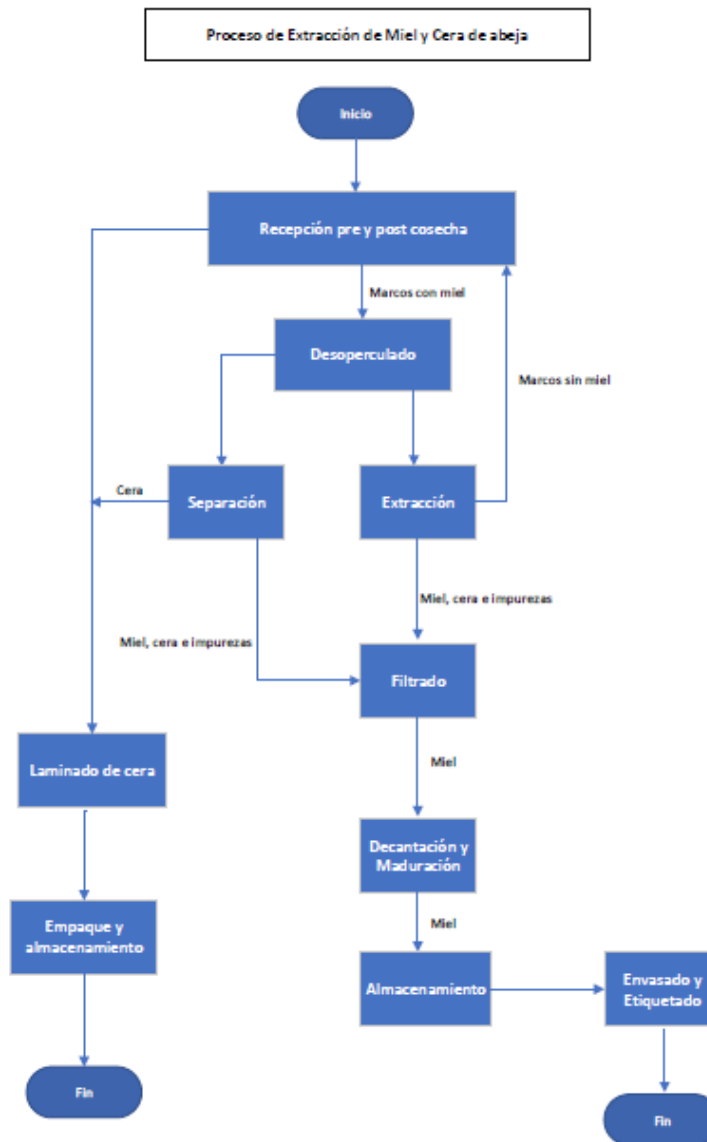 Proceso de Extracción de Miel y Cera de abeja
Inicio
Recepción pre y post cosecha
Marcos con miel
Desoperculado
Marcos sin miel
Cera
Separación
Extracción
Miel, cera e impurezas
Miel, cera e impurezas
Filtrado
Miel
Laminado de cera
Decantación y
Maduración
Miel
Empaque y
almacenamiento
Almacenamiento
Envasado y
Etiquetado
Fin
Fin